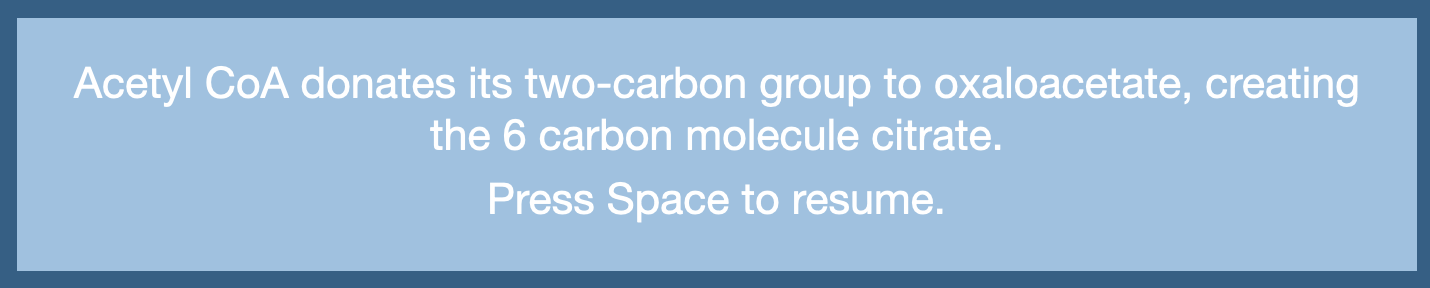 Acetyl CoA donates its two-carbon group to oxaloacetate, creating
the 6 carbon molecule citrate.
Press Space to resume.